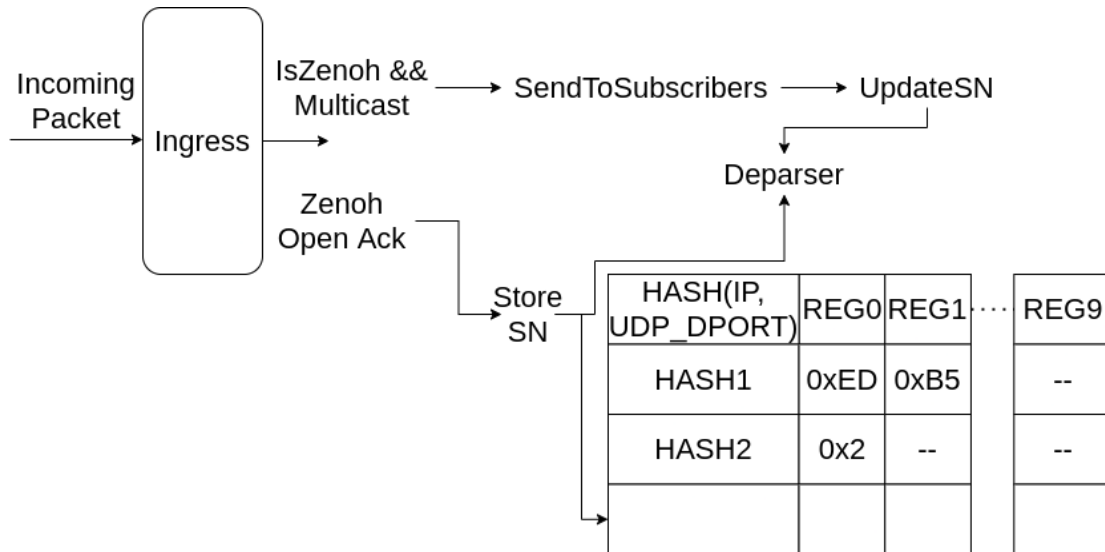 Incoming
Packet
Ingress
IsZenoh &&
Multicast
SendToSubscribers
UpdateSN
Deparser
Zenoh
Open Ack
Store
SN
HASH(IP,
UDP_DPORT)
REG0
REG1
REG9
HASH1
0xED
0xB5
--
HASH2
0x2
--
--